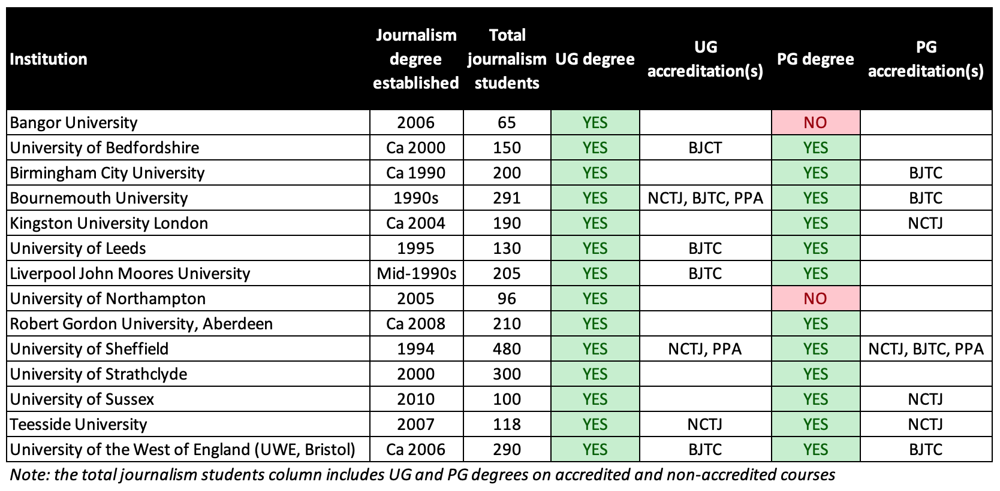 Institution Journalism degree established Total journalism students UG degree UG accreditation(s) PG degree PG accreditation(s)
Bangor University 2006 65 YES NO
University of Bedfordshire Ca 2000 150 YES BJCT YES
Birmingham City University Ca 1990 200 YES YES BJTC
Bournemouth University 1990s 291 YES NCTJ, BJTC, PPA YES BJTC
Kingston University London Ca 2004 190 YES YES NCTJ
University of Leeds 1995 130 YES BJTC YES
Liverpool John Moores University Mid-1990s 205 YES BJTC YES
University of Northampton 2005 96 YES NO
Robert Gordon University, Aberdeen Ca 2008 210 YES YES
University of Sheffield 1994 480 YES NCTJ, PPA YES NCTJ, BJTC, PPA
University of Strathclyde 2000 300 YES YES
University of Sussex 2010 100 YES YES NCTJ
Teesside University 2007 118 YES NCTJ YES NCTJ
University of the West of England (UWE, Bristol) Ca 2006 290 YES BJTC YES BJTC
Note: the total journalism students column includes UG and PG degrees on accredited and non-accredited courses